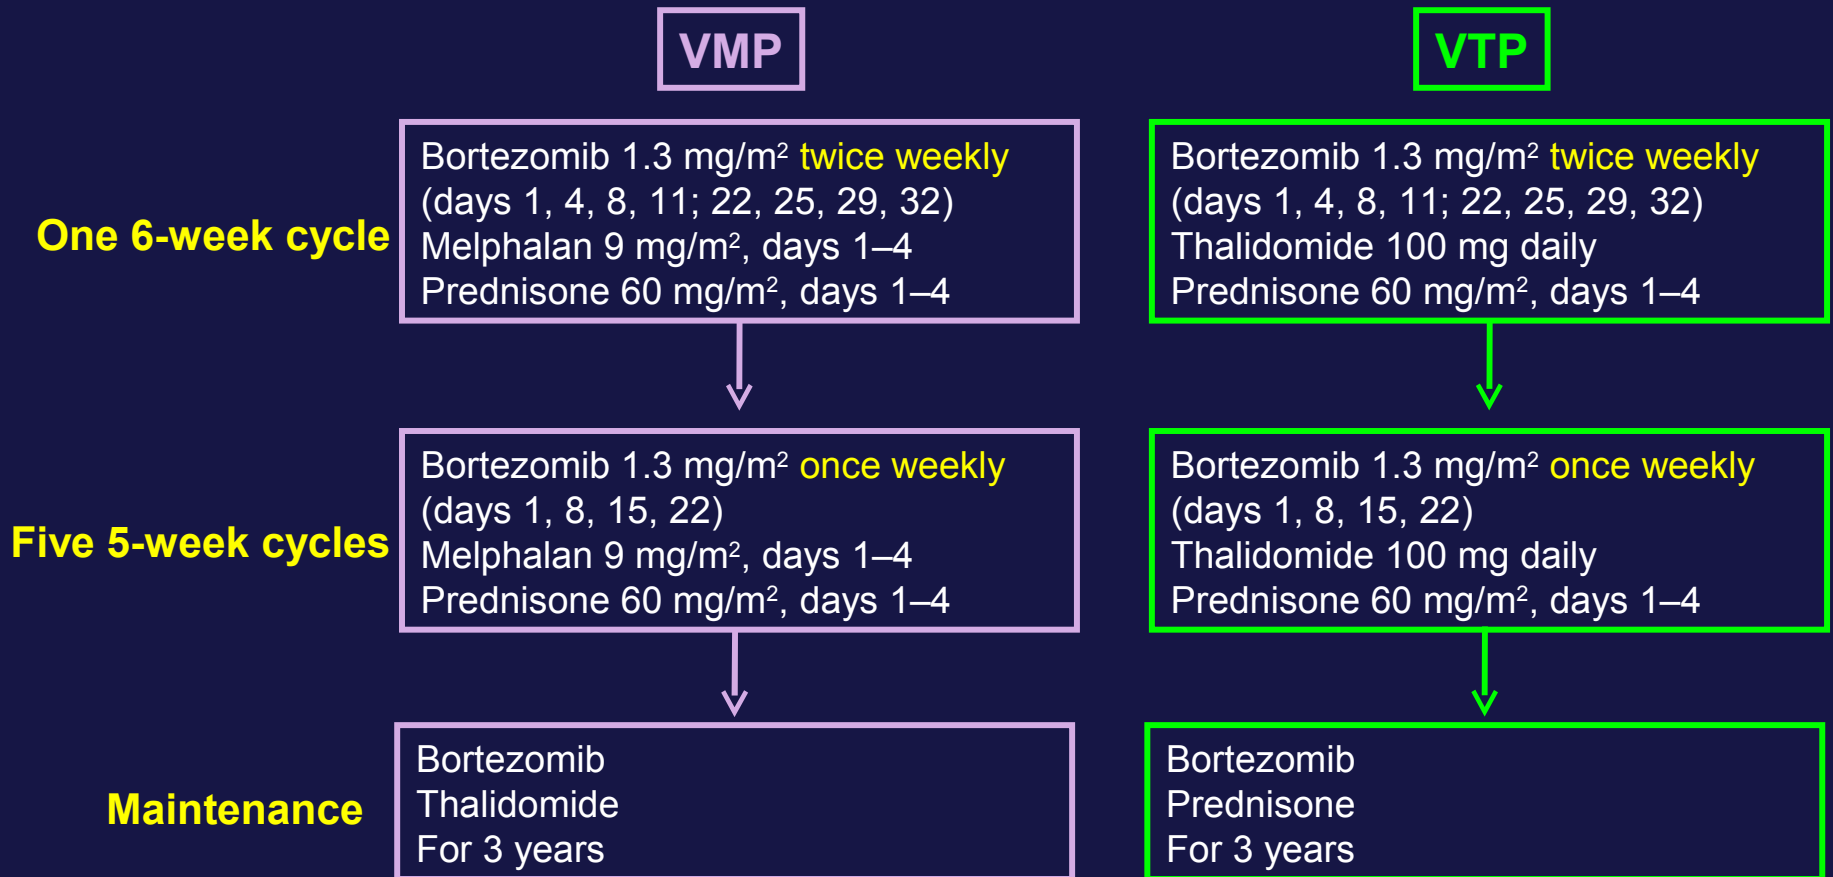 VMP
VTP
One 6-week cycle
Bortezomib 1.3 mg/m² twice weekly
(days 1, 4, 8, 11; 22, 25, 29, 32)
Melphalan 9 mg/m², days 1–4
Prednisone 60 mg/m², days 1–4
Bortezomib 1.3 mg/m² twice weekly
(days 1, 4, 8, 11; 22, 25, 29, 32)
Thalidomide 100 mg daily
Prednisone 60 mg/m², days 1–4
Five 5-week cycles
Bortezomib 1.3 mg/m² once weekly
(days 1, 8, 15, 22)
Melphalan 9 mg/m², days 1–4
Prednisone 60 mg/m², days 1–4
Bortezomib 1.3 mg/m² once weekly
(days 1, 8, 15, 22)
Thalidomide 100 mg daily
Prednisone 60 mg/m², days 1–4
Maintenance
Bortezomib
Thalidomide
For 3 years
Bortezomib
Prednisone
For 3 years